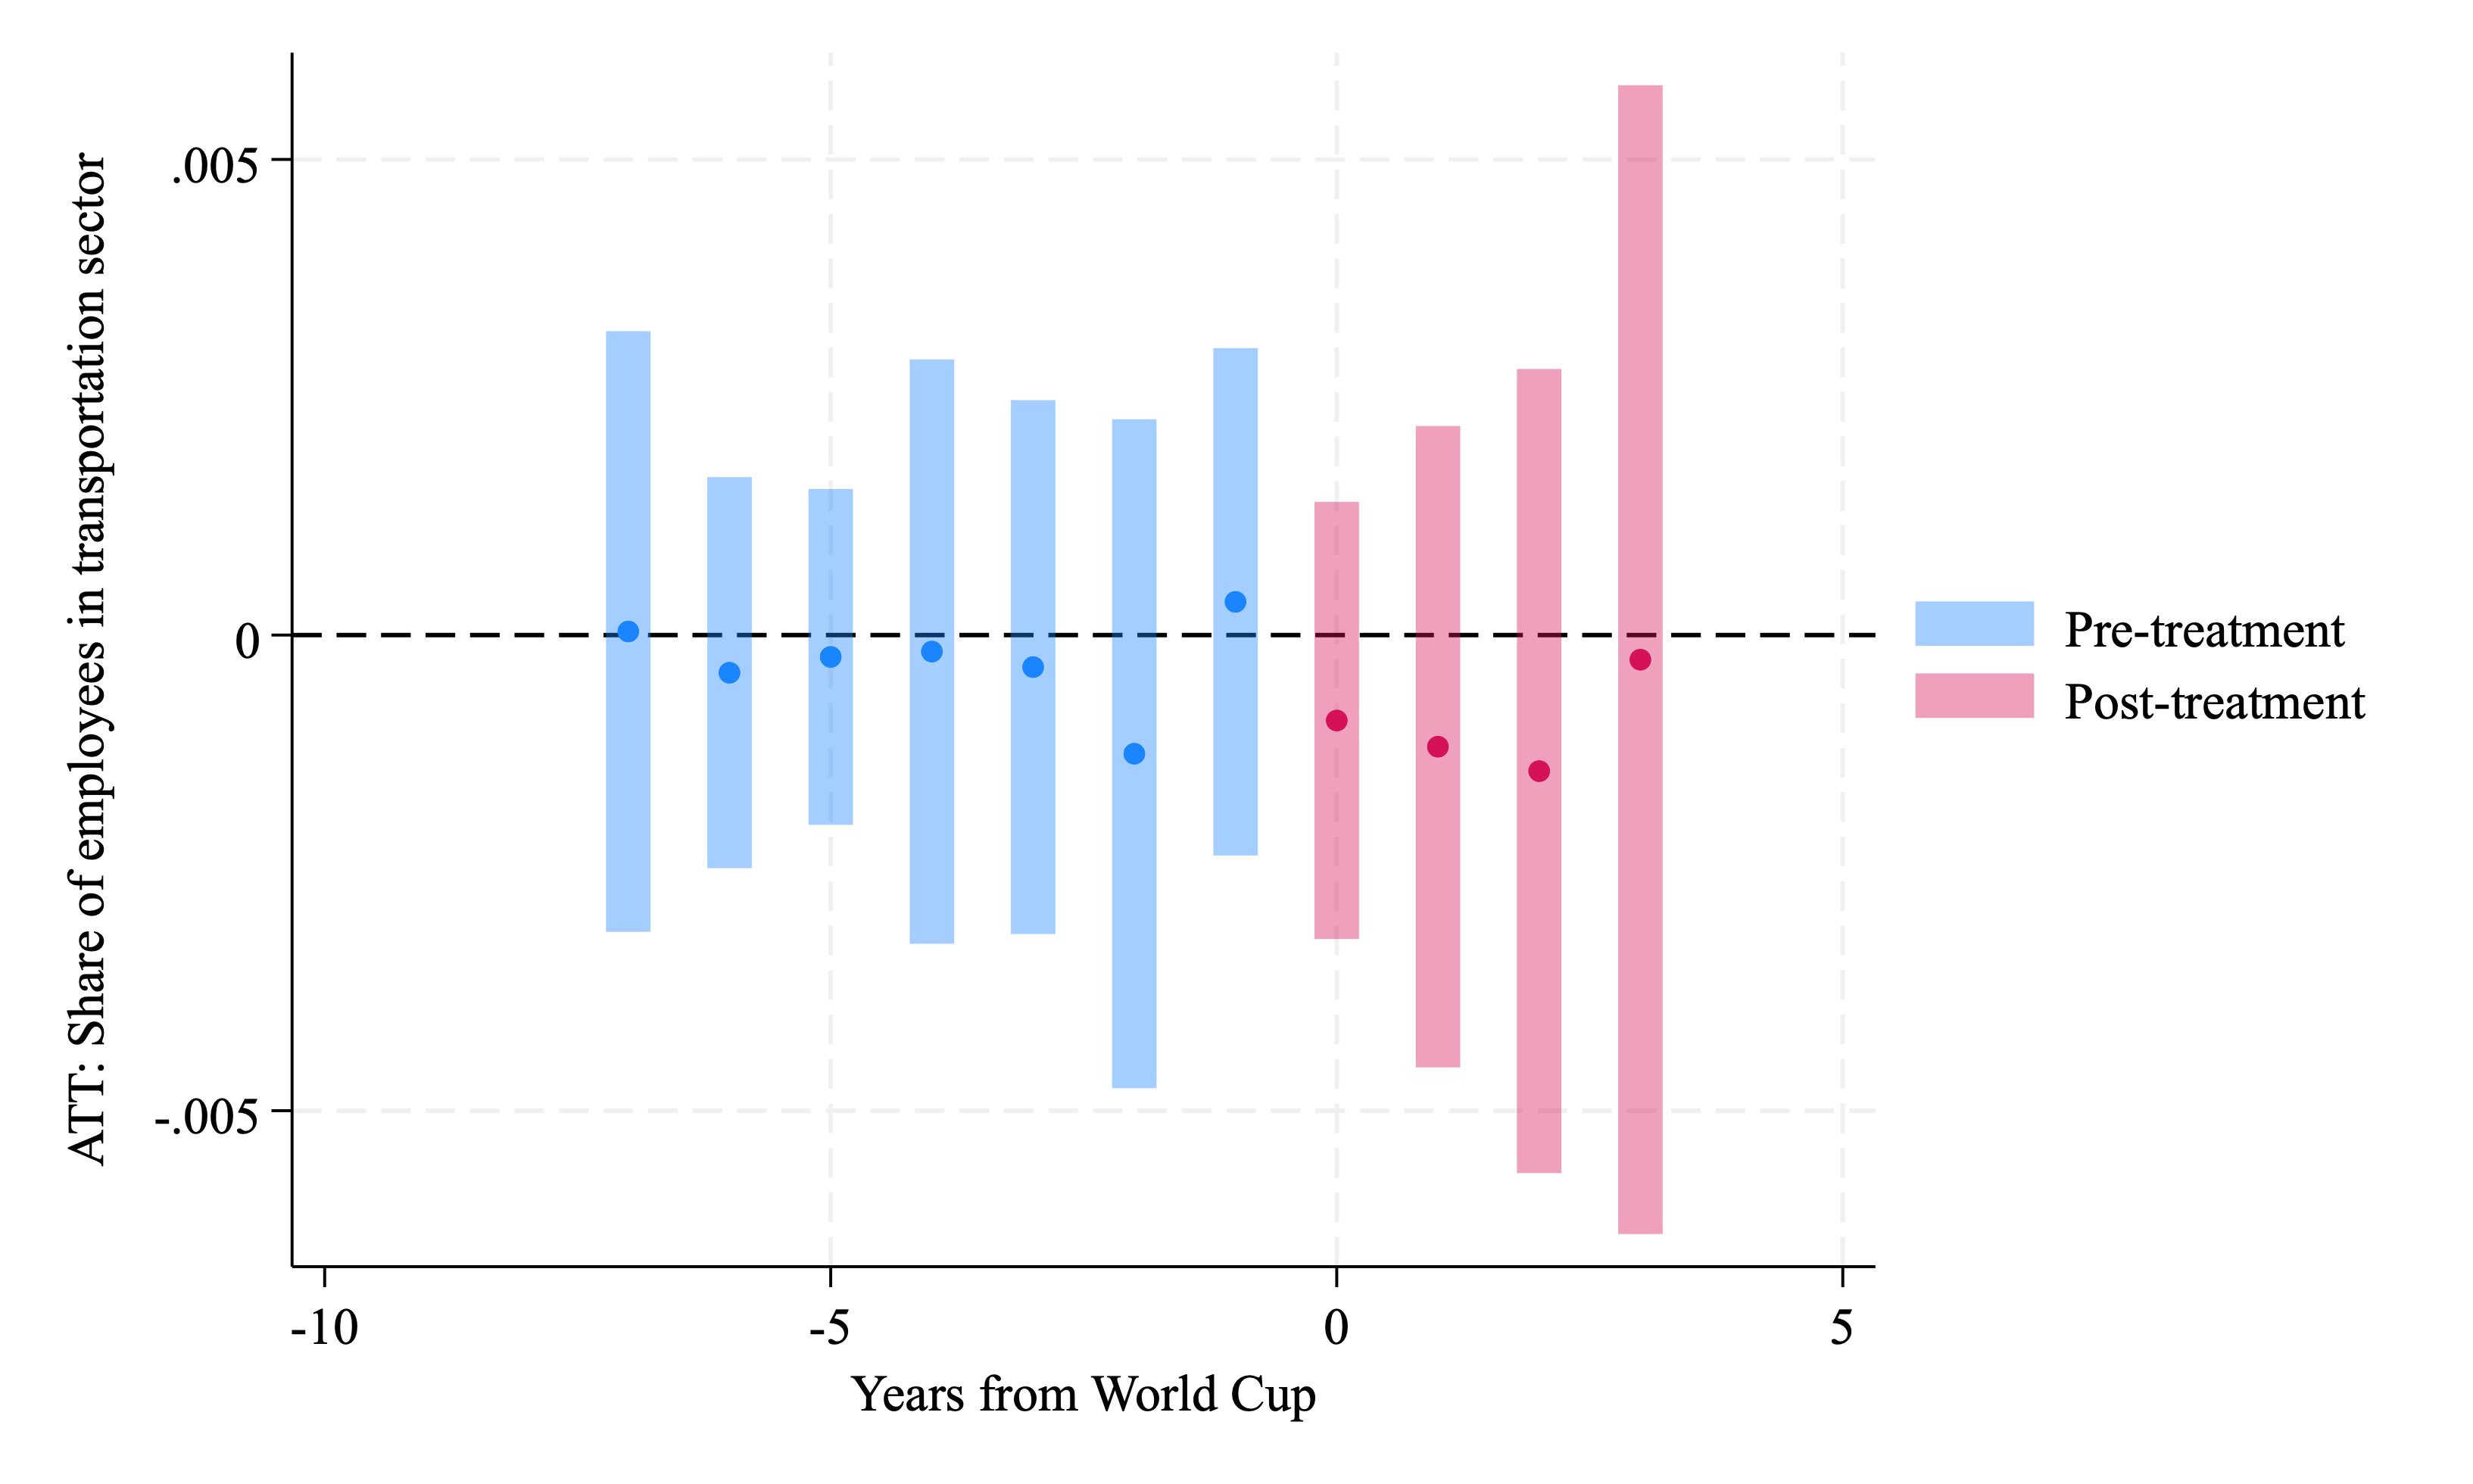 ATT: Share of employees in transportation sector
.005
0
-.005
-10
-5
0
5
Years from World Cup
Pre-treatment
Post-treatment